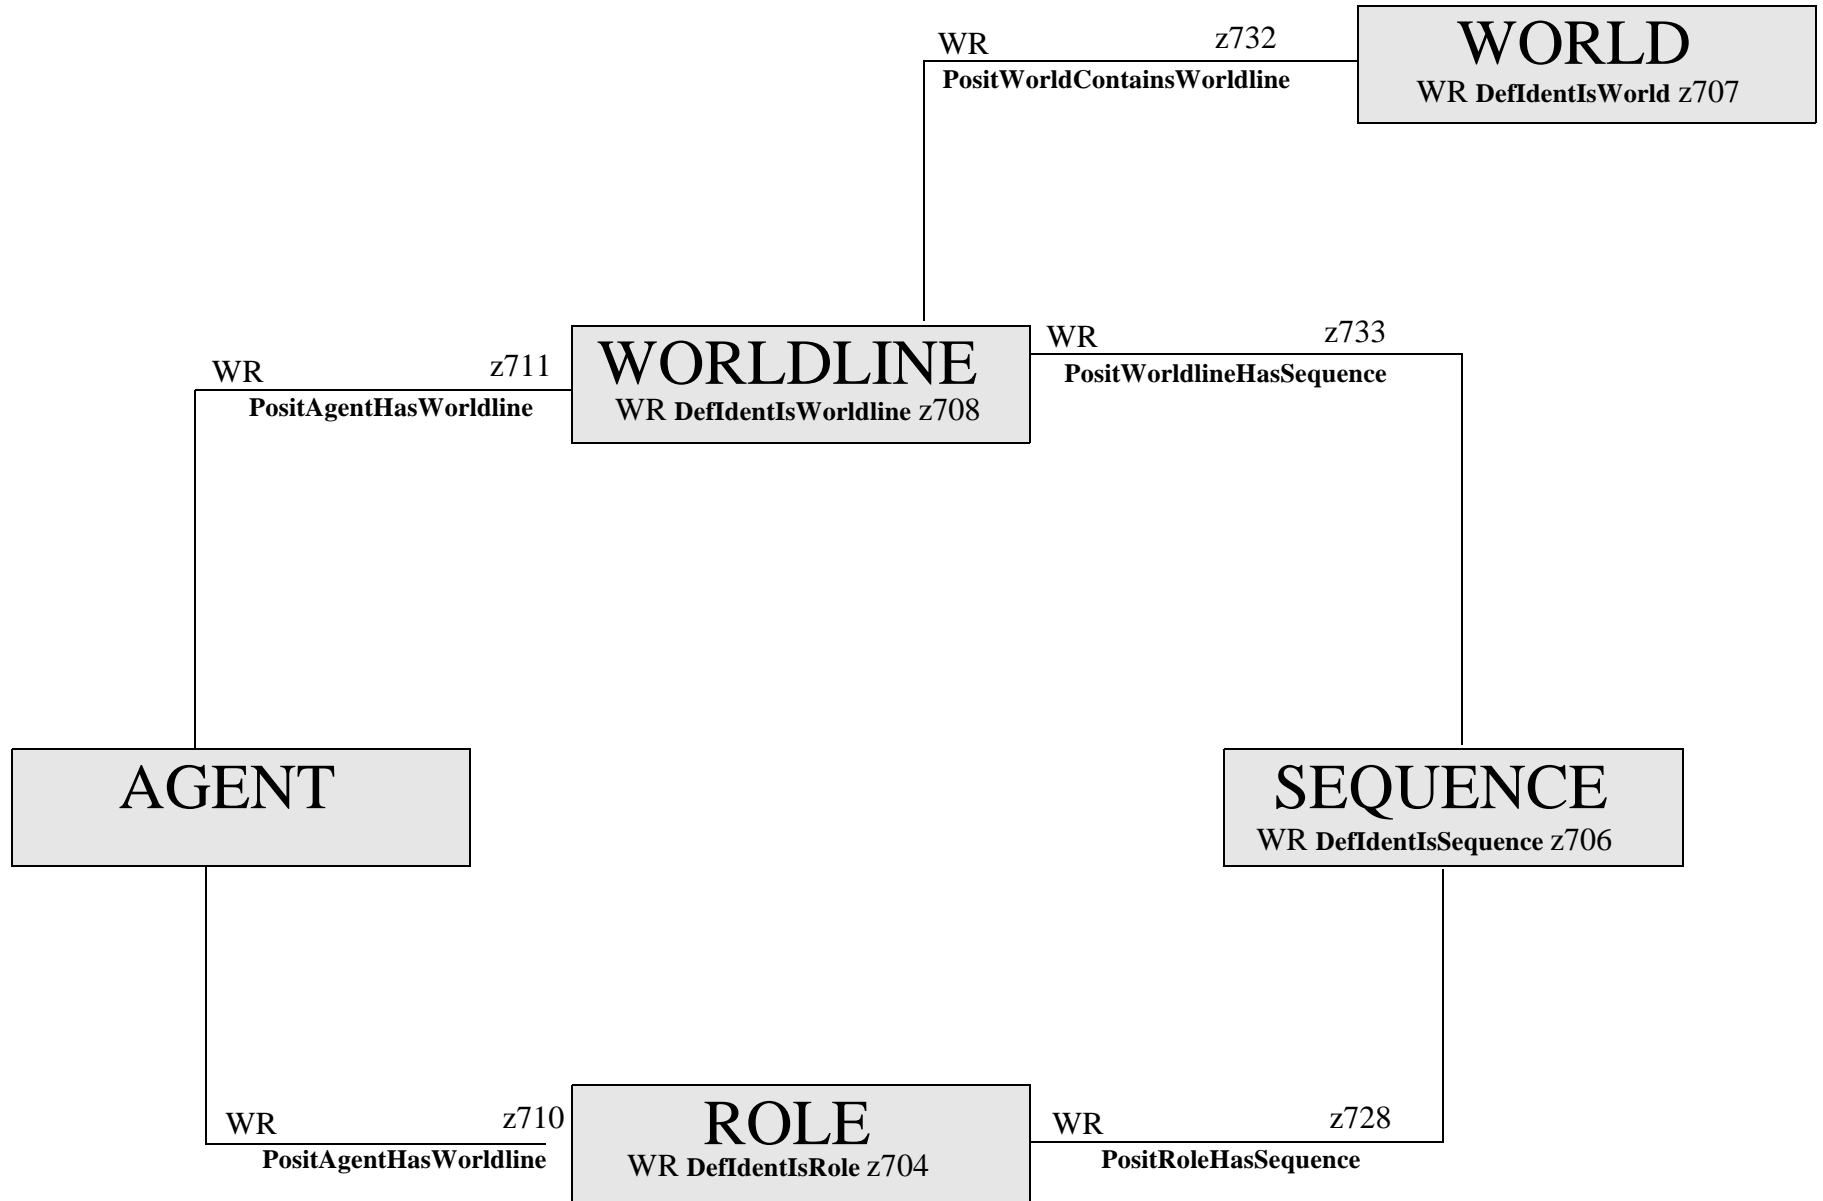 WR z732
PositWorldContainsWorldline
WORLD
WR DefIdentIsWorld z707
WR z711
PositAgentHasWorldline
WORLDLINE
WR DefIdentIsWorldline z708
WR z733
PositWorldlineHasSequence
AGENT
SEQUENCE
WR DefIdentIsSequence z706
WR z710
PositAgentHasWorldline
ROLE
WR DefIdentIsRole z704
WR z728
PositRoleHasSequence